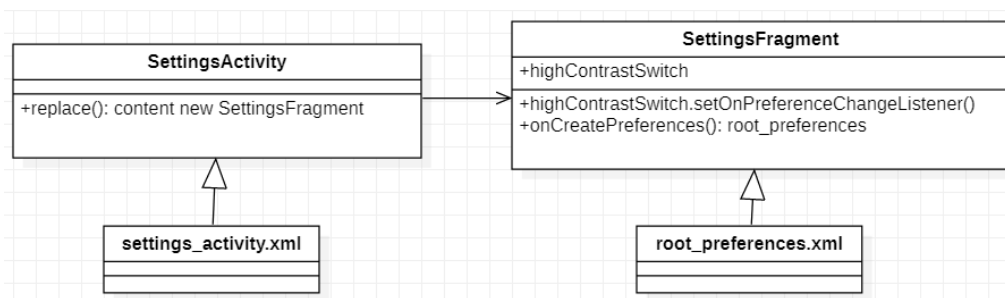 SettingsActivity
+replace(): content new SettingsFragment
SettingsFragment
+highContrastSwitch
+highContrastSwitch.setOnPreferenceChangeListener()
+onCreatePreferences(): root_preferences
settings_activity.xml
root_preferences.xml